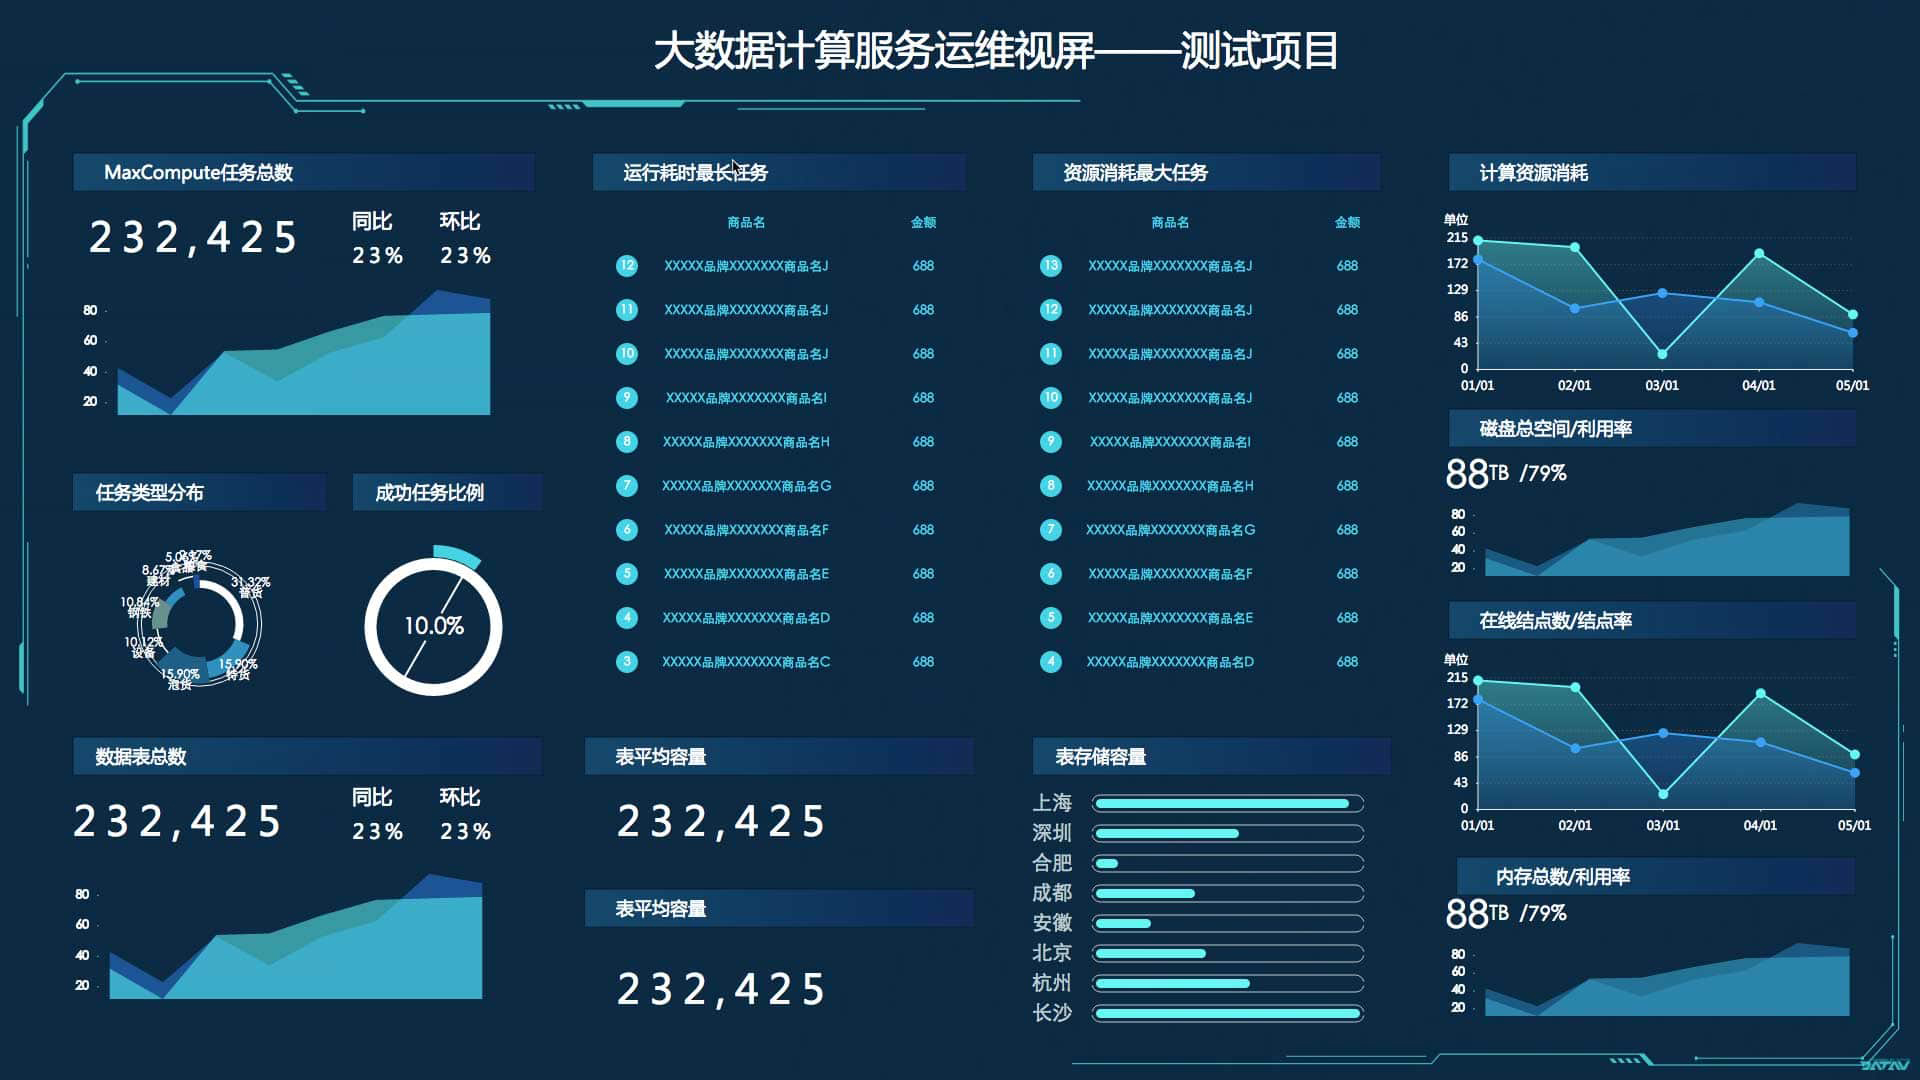 大数据计算服务运维视屏——测试项目
MaxCompute任务总数
232,425
同比
环比
23%
23%
80
60
40
20
任务类型分布
成功任务比例
31.32%
普货
15.90%
15.90%
泡货
10.12%
设备
10.84%
钢铁
建材
10.0%
数据表总数
232,425
同比
环比
23%
23%
80
60
40
20
运行耗时最长任务
商品名 金额
12 XXXXX品牌XXXXXXX商品名J 688
11 XXXXX品牌XXXXXXX商品名J 688
10 XXXXX品牌XXXXXXX商品名J 688
9 XXXXX品牌XXXXXXX商品名I 688
8 XXXXX品牌XXXXXXX商品名H 688
7 XXXXX品牌XXXXXXX商品名G 688
6 XXXXX品牌XXXXXXX商品名F 688
5 XXXXX品牌XXXXXXX商品名E 688
4 XXXXX品牌XXXXXXX商品名D 688
3 XXXXX品牌XXXXXXX商品名C 688
表平均容量
232,425
表平均容量
232,425
资源消耗最大任务
商品名 金额
13 XXXXX品牌XXXXXXX商品名J 688
12 XXXXX品牌XXXXXXX商品名J 688
11 XXXXX品牌XXXXXXX商品名J 688
10 XXXXX品牌XXXXXXX商品名J 688
9 XXXXX品牌XXXXXXX商品名I 688
8 XXXXX品牌XXXXXXX商品名H 688
7 XXXXX品牌XXXXXXX商品名G 688
6 XXXXX品牌XXXXXXX商品名F 688
5 XXXXX品牌XXXXXXX商品名E 688
4 XXXXX品牌XXXXXXX商品名D 688
表存储容量
上海
深圳
合肥
成都
安徽
北京
杭州
长沙
计算资源消耗
单位
215
172
129
86
43
0
01/01 02/01 03/01 04/01 05/01
磁盘总空间/利用率
88TB /79%
80
60
40
20
在线结点数/结点率
单位
215
172
129
86
43
0
01/01 02/01 03/01 04/01 05/01
内存总数/利用率
88TB /79%
80
60
40
20
DATAV